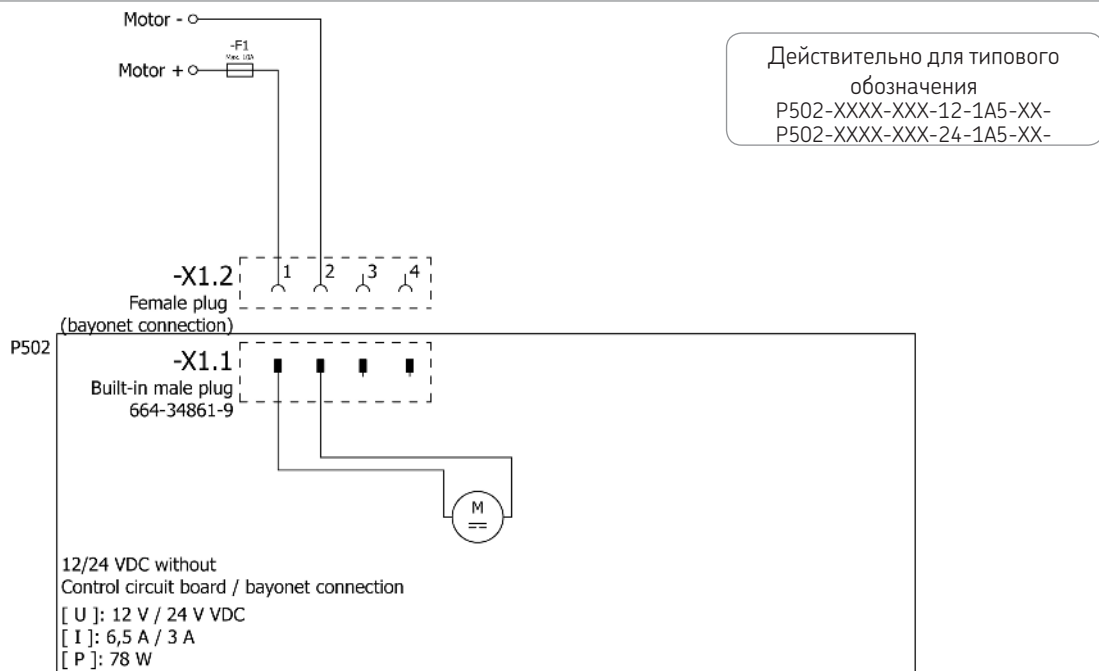 Motor -
-F1
Max. 10A
Motor +
Действительно для типового
обозначения
P502-XXXX-XXX-12-1A5-XX-
P502-XXXX-XXX-24-1A5-XX-
-X1.2
1 2 3 4
Female plug
(bayonet connection)
P502
-X1.1
Built-in male plug
664-34861-9
M
12/24 VDC without
Control circuit board / bayonet connection
[ U ]: 12 V / 24 V VDC
[ I ]: 6,5 A / 3 A
[ P ]: 78 W